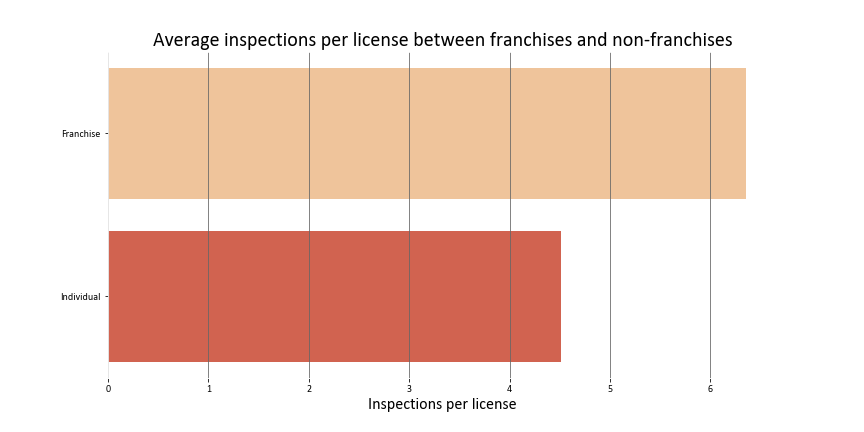 Average inspections per license between franchises and non-franchises
Franchise
Individual
0 1 2 3 4 5 6
Inspections per license